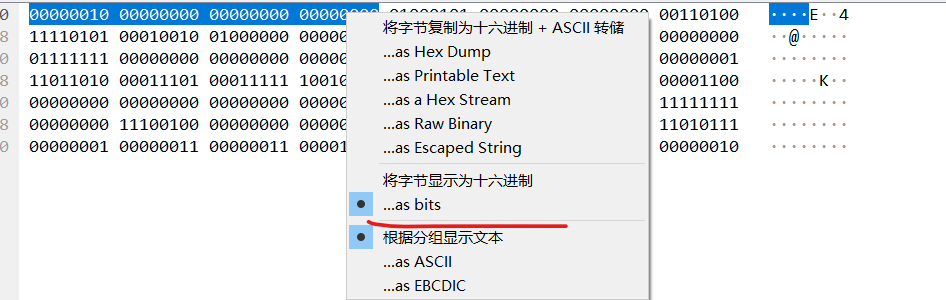 0 00000010 00000000 00000000 00000000 01000101 00000000 00000000 00110100 ····E··4
8 11110101 00010010 01000000 00000000 ··@·····
0 01111111 00000000 00000000 00000001 ········
8 11011010 00011101 00011111 10010 00001100 ·····K··
0 00000000 00000000 00000000 00000 11111111 ········
8 00000000 11100100 00000000 00000 11010111 ········
0 00000001 00000011 00000011 00001 00000010 ········
将字节复制为十六进制 + ASCII 转储
...as Hex Dump
...as Printable Text
...as a Hex Stream
...as Raw Binary
...as Escaped String
将字节显示为十六进制
...as bits
根据分组显示文本
...as ASCII
...as EBCDIC